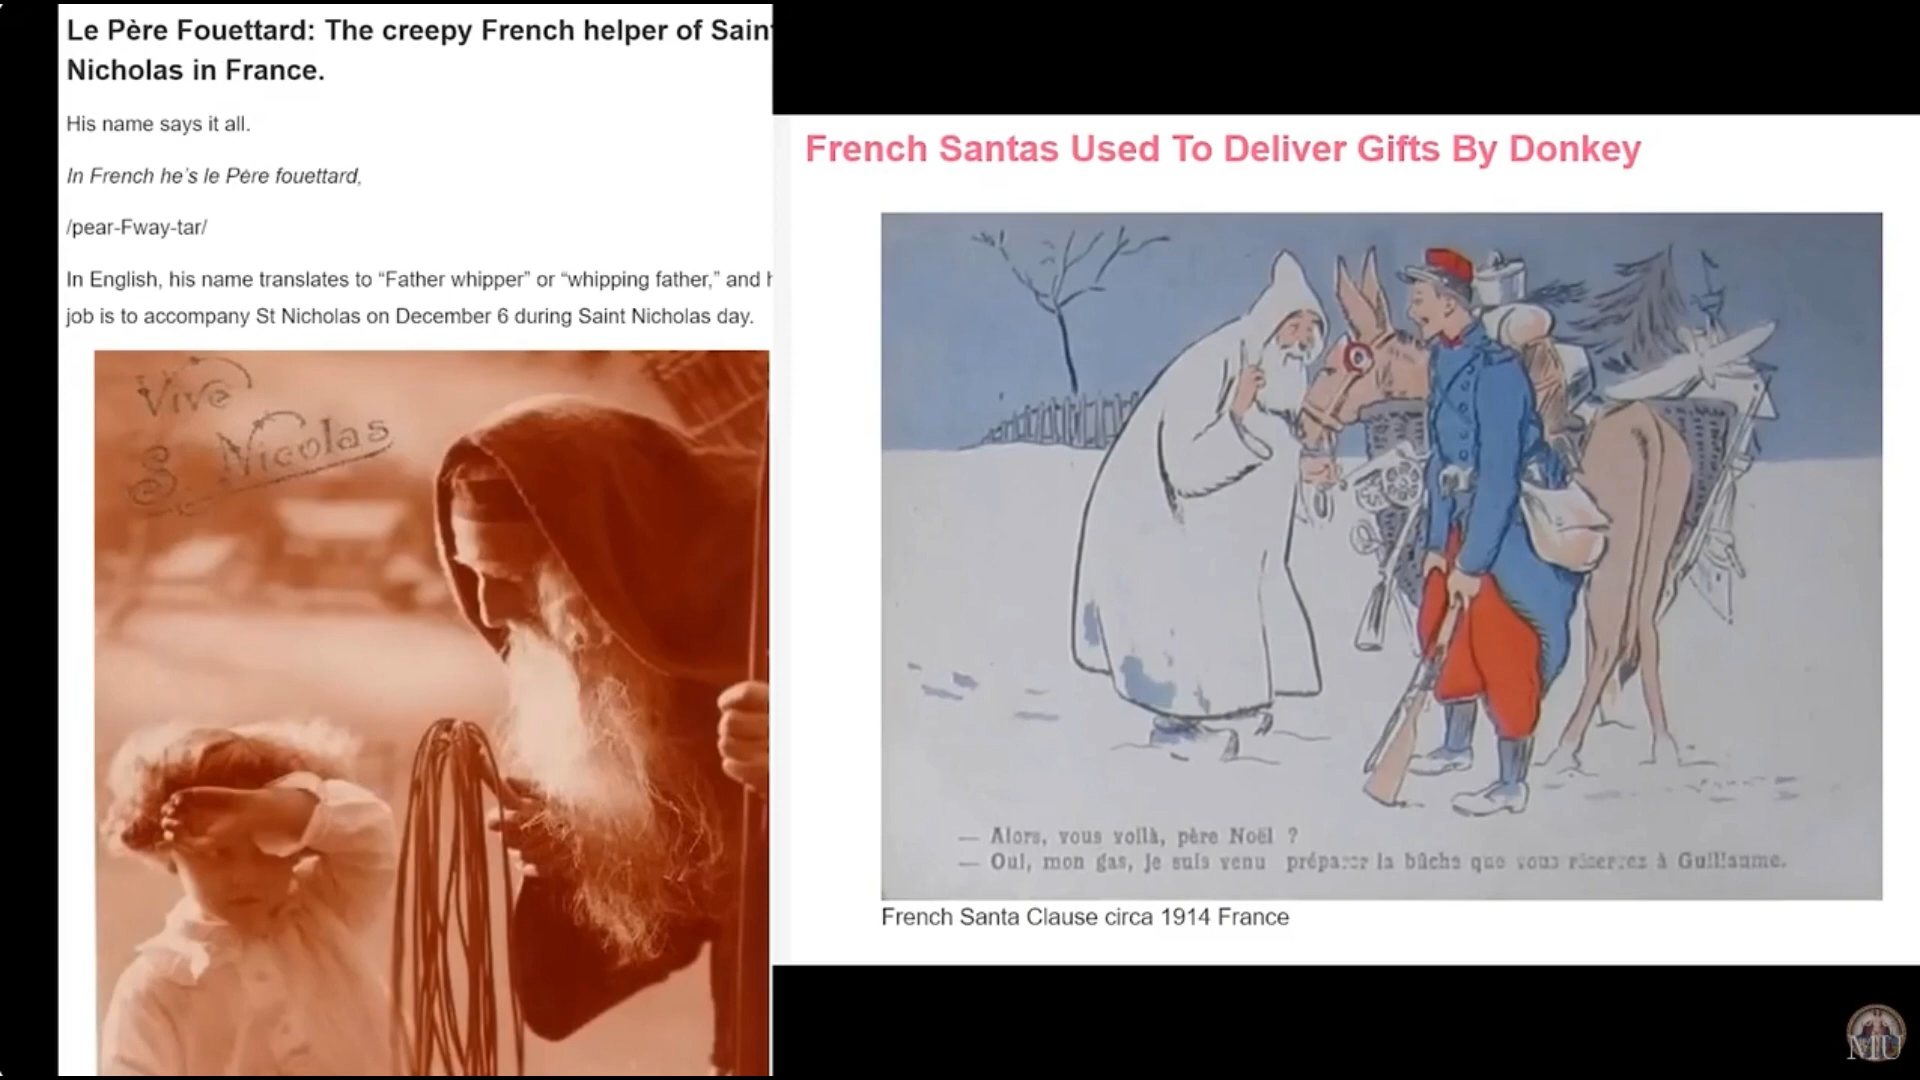 Le Père Fouettard: The creepy French helper of Saint
Nicholas in France.
His name says it all.
In French he's le Père fouettard,
/pear-Fway-tar/
In English, his name translates to “Father whipper” or “whipping father,” and h
job is to accompany St Nicholas on December 6 during Saint Nicholas day.
Vive
S. Nicolas
French Santas Used To Deliver Gifts By Donkey
— Alors, vous voilà, père Noël ?
— Oui, mon gas, je suis venu préparer la bûche que vous réservez à Guillaume.
French Santa Clause circa 1914 France
MU